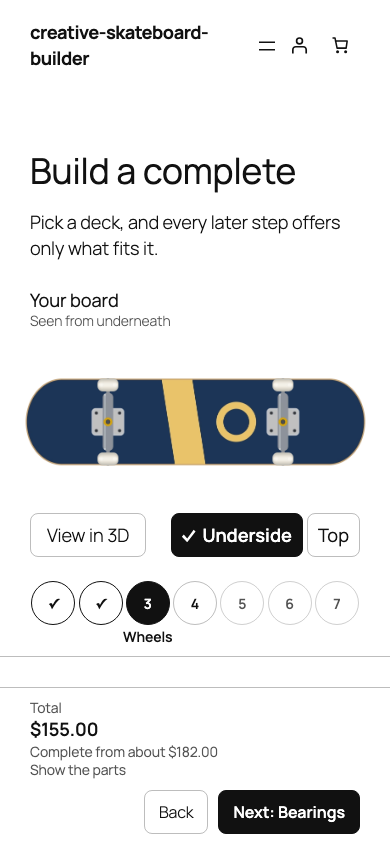 creative-skateboard-
builder
Build a complete
Pick a deck, and every later step offers
only what fits it.
Your board
Seen from underneath
View in 3D
✓ Underside
Top
✓ ✓ 3 4 5 6 7
Wheels
Total
$155.00
Complete from about $182.00
Show the parts
Back
Next: Bearings